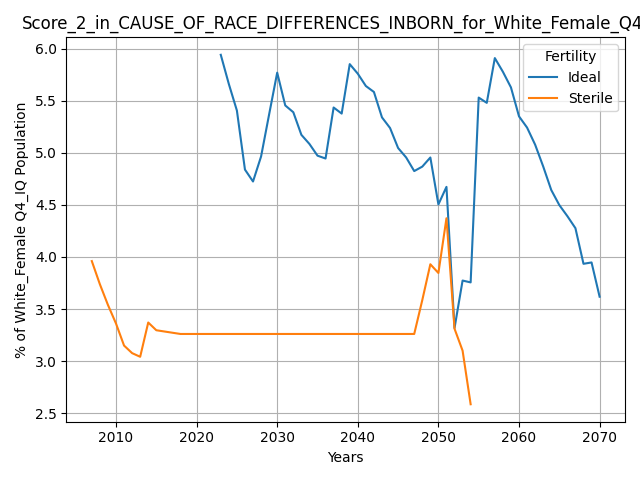 Score_2_in_CAUSE_OF_RACE_DIFFERENCES_INBORN_for_White_Female_Q4
Fertility
Ideal
Sterile
% of White_Female Q4_IQ Population
6.0
5.5
5.0
4.5
4.0
3.5
3.0
2.5
2010 2020 2030 2040 2050 2060 2070
Years